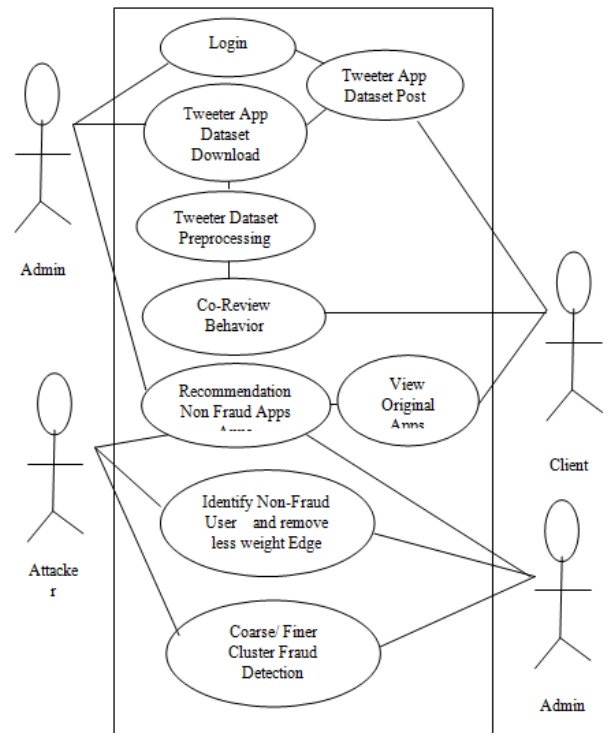 Login
Tweeter App
Dataset Post
Tweeter App
Dataset
Download
Tweeter Dataset
Preprocessing
Admin
Co-Review
Behavior
Recommendation
Non Fraud Apps
Apps
View
Original
Apps
Client
Identify Non-Fraud
User and remove
less weight Edge
Attacke
r
Coarse/ Finer
Cluster Fraud
Detection
Admin